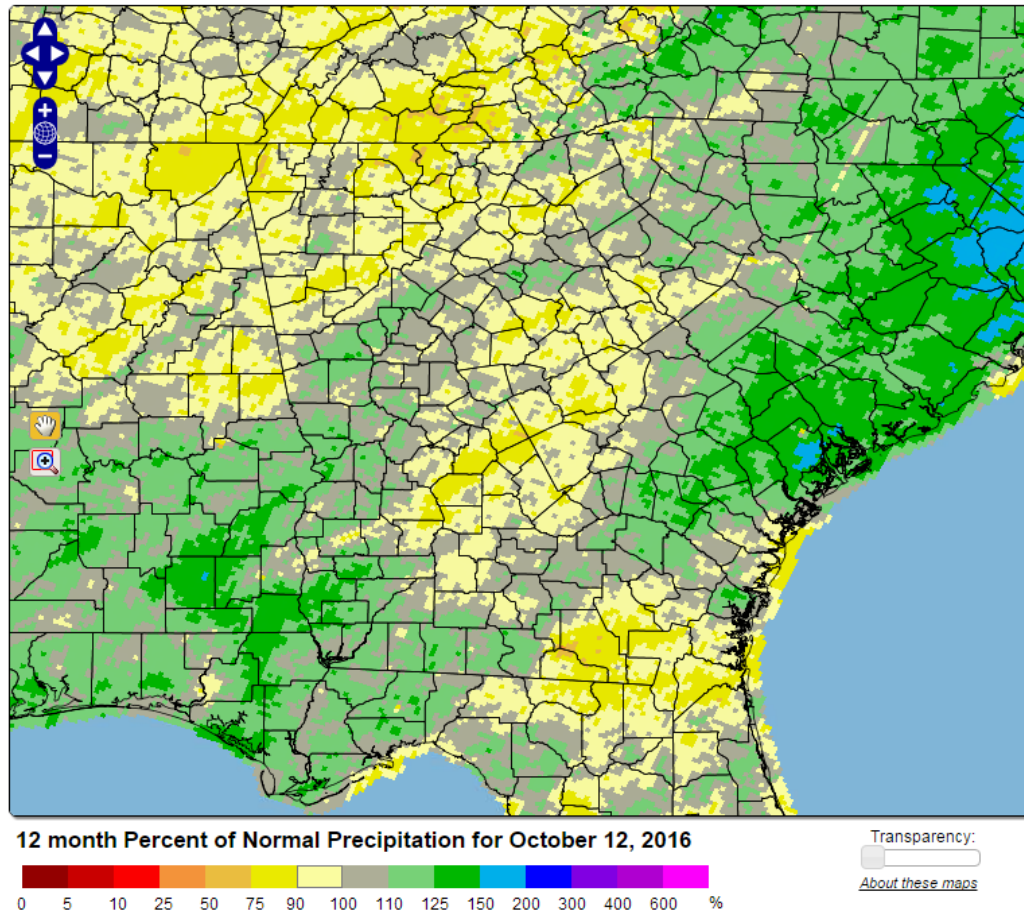 +
−
12 month Percent of Normal Precipitation for October 12, 2016
Transparency:
About these maps
0 5 10 25 50 75 90 100 110 125 150 200 300 400 600 %